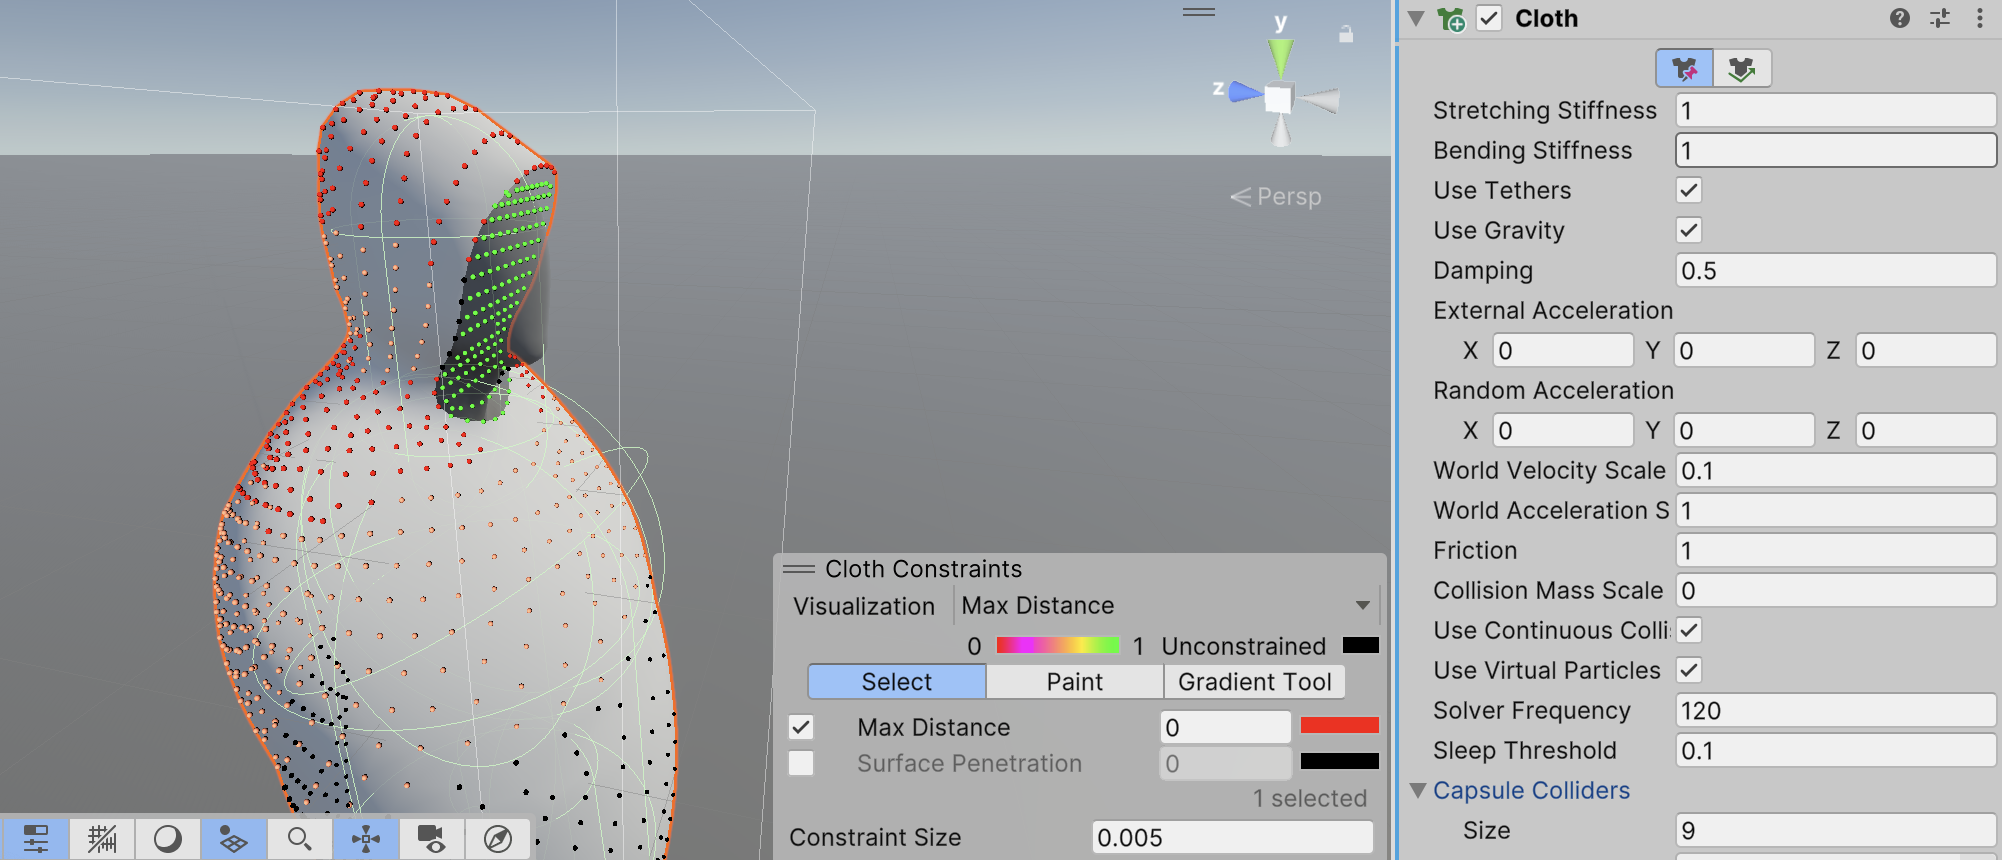 y
z
< Persp
Cloth Constraints
Visualization Max Distance
0 1 Unconstrained
Select Paint Gradient Tool
Max Distance 0
Surface Penetration 0
1 selected
Constraint Size 0.005
Cloth
Stretching Stiffness 1
Bending Stiffness 1
Use Tethers
Use Gravity
Damping 0.5
External Acceleration
X 0 Y 0 Z 0
Random Acceleration
X 0 Y 0 Z 0
World Velocity Scale 0.1
World Acceleration S 1
Friction 1
Collision Mass Scale 0
Use Continuous Colli
Use Virtual Particles
Solver Frequency 120
Sleep Threshold 0.1
Capsule Colliders
Size 9